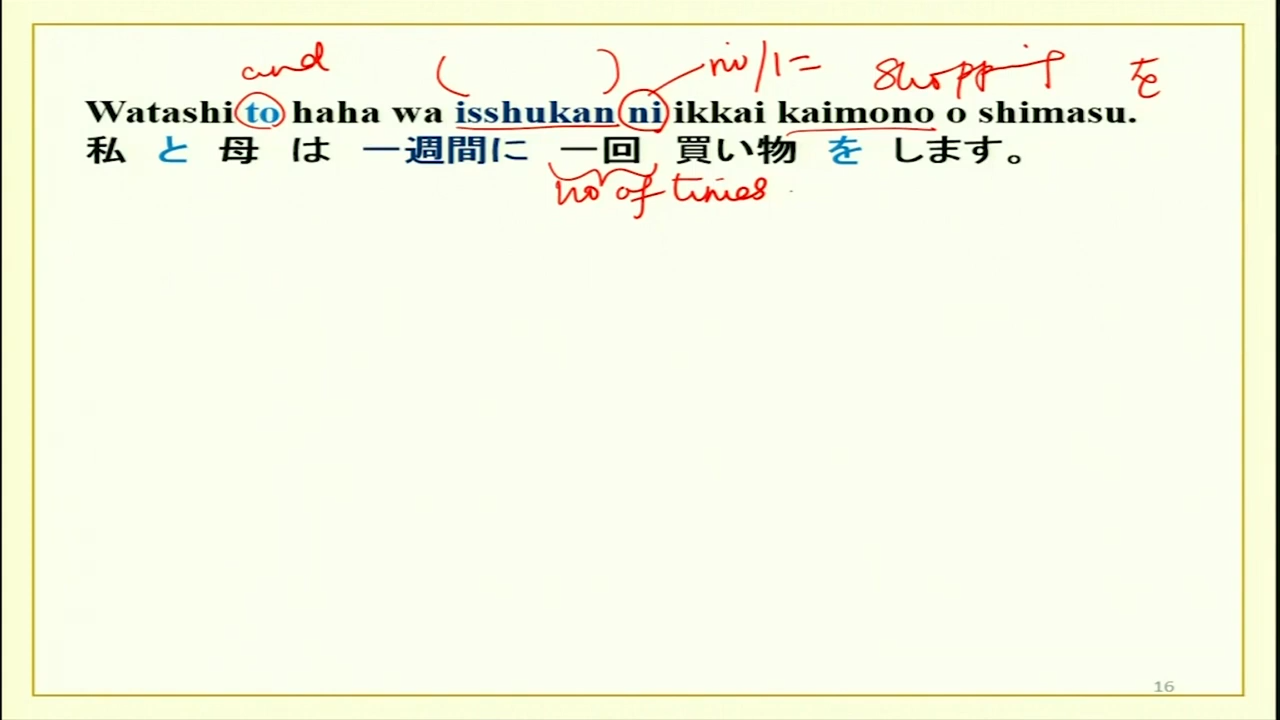 and ( ) ni/に shopping を
Watashi to haha wa isshukan ni ikkai kaimono o shimasu.
私 と 母 は 一週間に 一回 買い物 を します。
no of times
16